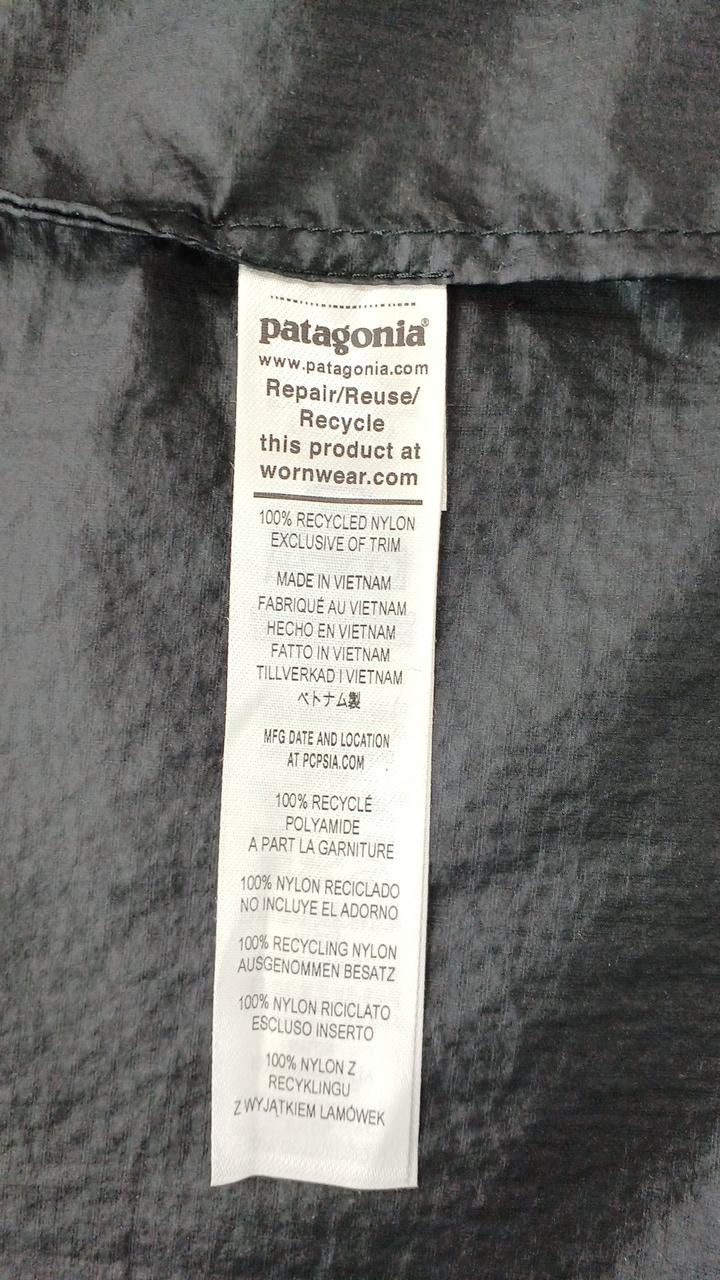 patagonia®
www.patagonia.com
Repair/Reuse/
Recycle
this product at
wornwear.com
100% RECYCLED NYLON
EXCLUSIVE OF TRIM
MADE IN VIETNAM
FABRIQUÉ AU VIETNAM
HECHO EN VIETNAM
FATTO IN VIETNAM
TILLVERKAD I VIETNAM
ベトナム製
MFG DATE AND LOCATION
AT PCPSIA.COM
100% RECYCLÉ
POLYAMIDE
A PART LA GARNITURE
100% NYLON RECICLADO
NO INCLUYE EL ADORNO
100% RECYCLING NYLON
AUSGENOMMEN BESATZ
100% NYLON RICICLATO
ESCLUSO INSERTO
100% NYLON Z
RECYKLINGU
Z WYJĄTKIEM LAMÓWEK